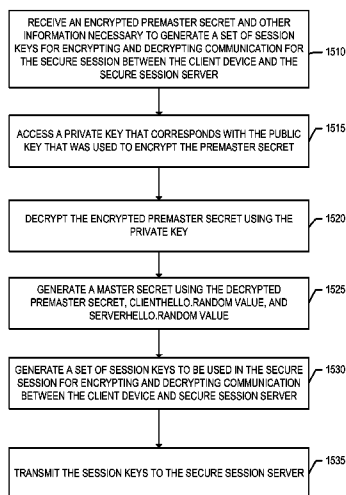 RECEIVE AN ENCRYPTED PREMASTER SECRET AND OTHER
INFORMATION NECESSARY TO GENERATE A SET OF SESSION
KEYS FOR ENCRYPTING AND DECRYPTING COMMUNICATION FOR
THE SECURE SESSION BETWEEN THE CLIENT DEVICE AND THE
SECURE SESSION SERVER
1510
ACCESS A PRIVATE KEY THAT CORRESPONDS WITH THE PUBLIC
KEY THAT WAS USED TO ENCRYPT THE PREMASTER SECRET
1515
DECRYPT THE ENCRYPTED PREMASTER SECRET USING THE
PRIVATE KEY
1520
GENERATE A MASTER SECRET USING THE DECRYPTED
PREMASTER SECRET, CLIENTHELLO.RANDOM VALUE, AND
SERVERHELLO.RANDOM VALUE
1525
GENERATE A SET OF SESSION KEYS TO BE USED IN THE SECURE
SESSION FOR ENCRYPTING AND DECRYPTING COMMUNICATION
BETWEEN THE CLIENT DEVICE AND SECURE SESSION SERVER
1530
TRANSMIT THE SESSION KEYS TO THE SECURE SESSION SERVER
1535